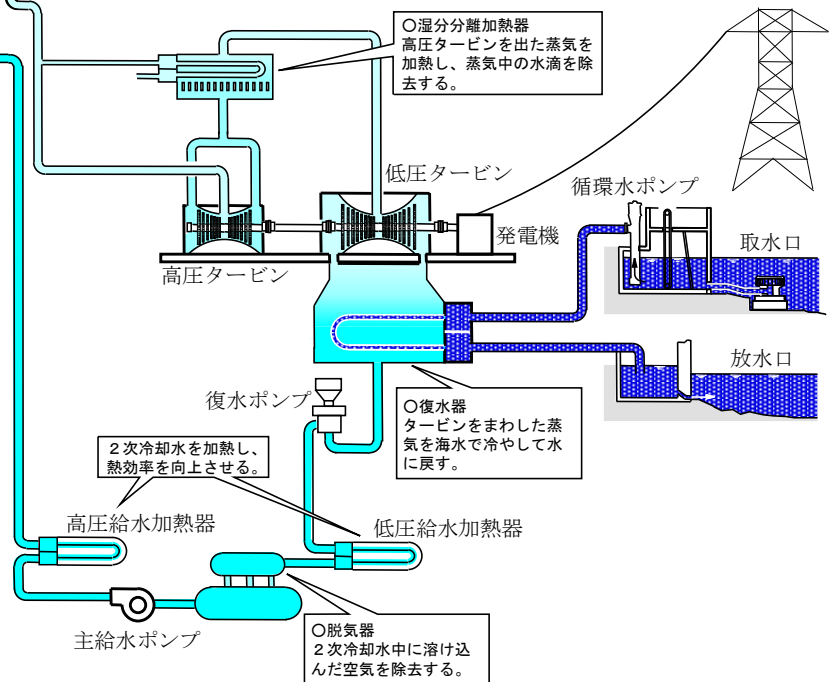 ○湿分分離加熱器
高圧タービンを出た蒸気を
加熱し、蒸気中の水滴を除
去する。
低圧タービン
循環水ポンプ
発電機
取水口
高圧タービン
放水口
復水ポンプ
○復水器
タービンをまわした蒸
気を海水で冷やして水
に戻す。
２次冷却水を加熱し、
熱効率を向上させる。
高圧給水加熱器
低圧給水加熱器
主給水ポンプ
○脱気器
２次冷却水中に溶け込
んだ空気を除去する。